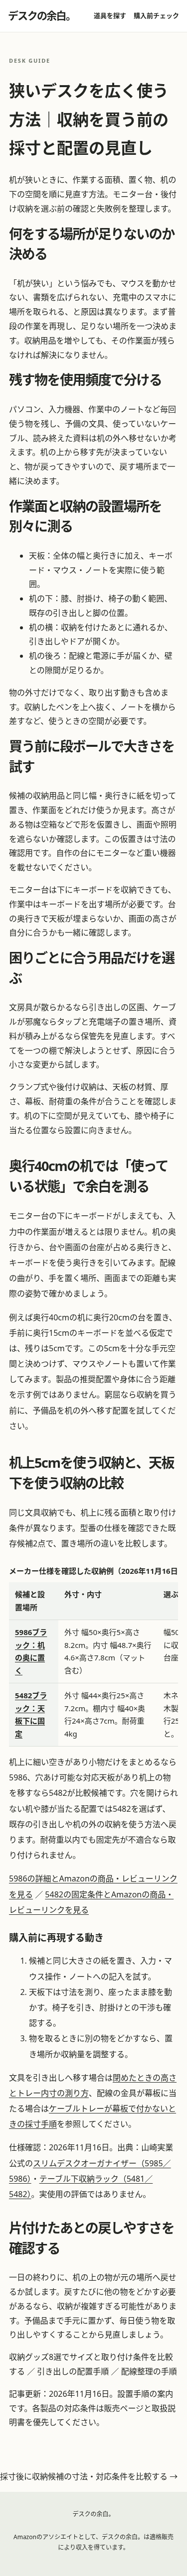 デスクの余白。
道具を探す 購入前チェック
DESK GUIDE
狭いデスクを広く使う
方法｜収納を買う前の
採寸と配置の見直し
机が狭いときに、作業する面積、置く物、机の
下の空間を順に見直す方法。モニター台・後付
け収納を選ぶ前の確認と失敗例を整理します。
何をする場所が足りないのか
決める
「机が狭い」という悩みでも、マウスを動かせ
ない、書類を広げられない、充電中のスマホに
場所を取られる、と原因は異なります。まず普
段の作業を再現し、足りない場所を一つ決めま
す。収納用品を増やしても、その作業面が残ら
なければ解決になりません。
残す物を使用頻度で分ける
パソコン、入力機器、作業中のノートなど毎回
使う物を残し、予備の文具、使っていないケー
ブル、読み終えた資料は机の外へ移せないか考
えます。机の上から移す先が決まっていない
と、物が戻ってきやすいので、戻す場所まで一
緒に決めます。
作業面と収納の設置場所を
別々に測る
天板：全体の幅と奥行きに加え、キーボ
ード・マウス・ノートを実際に使う範
囲。
机の下：膝、肘掛け、椅子の動く範囲、
既存の引き出しと脚の位置。
机の横：収納を付けたあとに通れるか、
引き出しやドアが開くか。
机の後ろ：配線と電源に手が届くか、壁
との隙間が足りるか。
物の外寸だけでなく、取り出す動きも含めま
す。収納したペンを上へ抜く、ノートを横から
差すなど、使うときの空間が必要です。
買う前に段ボールで大きさを
試す
候補の収納用品と同じ幅・奥行きに紙を切って
置き、作業面をどれだけ使うか見ます。高さが
ある物は空箱などで形を仮置きし、画面や照明
を遮らないか確認します。この仮置きは寸法の
確認用です。自作の台にモニターなど重い機器
を載せないでください。
モニター台は下にキーボードを収納できても、
作業中はキーボードを出す場所が必要です。台
の奥行きで天板が埋まらないか、画面の高さが
自分に合うかも一緒に確認します。
困りごとに合う用品だけを選
ぶ
文房具が散らかるなら引き出しの区画、ケーブ
ルが邪魔ならタップと充電端子の置き場所、資
料が積み上がるなら保管先を見直します。すべ
てを一つの棚で解決しようとせず、原因に合う
小さな変更から試します。
クランプ式や後付け収納は、天板の材質、厚
さ、幕板、耐荷重の条件が合うことを確認しま
す。机の下に空間が見えていても、膝や椅子に
当たる位置なら設置に向きません。
奥行40cmの机では「使って
いる状態」で余白を測る
モニター台の下にキーボードがしまえても、入
力中の作業面が増えるとは限りません。机の奥
行きから、台や画面の台座が占める奥行きと、
キーボードを使う奥行きを引いてみます。配線
の曲がり、手を置く場所、画面までの距離も実
際の姿勢で確かめましょう。
例えば奥行40cmの机に奥行20cmの台を置き、
手前に奥行15cmのキーボードを並べる仮定で
は、残りは5cmです。この5cmを十分な手元空
間と決めつけず、マウスやノートも置いて作業
してみます。製品の推奨配置や身体に合う距離
を示す例ではありません。窮屈なら収納を買う
前に、予備品を机の外へ移す配置を試してくだ
さい。
机上5cmを使う収納と、天板
下を使う収納の比較
同じ文具収納でも、机上に残る面積と取り付け
条件が異なります。型番の仕様を確認できた既
存候補2点で、置き場所の違いを比較します。
メーカー仕様を確認した収納例（2026年11月16日
候補と設
置場所
外寸・内寸
選ぶ
5986ブラ
ック：机
の奥に置
く
外寸 幅50×奥行5×高さ
8.2cm。内寸 幅48.7×奥行
4.6×高さ7.8cm（マット
含む）
幅50
に収
台座
5482ブラ
ック：天
板下に固
定
外寸 幅44×奥行25×高さ
7.2cm。棚内寸 幅40×奥
行24×高さ7cm。耐荷重
4kg
木ネ
木製
行25
と。
机上に細い空きがあり小物だけをまとめるなら
5986、穴あけ可能な対応天板があり机上の物
を移すなら5482が比較候補です。穴を開けられ
ない机や膝が当たる配置では5482を選ばず、
既存の引き出しや机の外の収納を使う方法へ戻
ります。耐荷重以内でも固定先が不適合なら取
り付けられません。
5986の詳細とAmazonの商品・レビューリンク
を見る ／ 5482の固定条件とAmazonの商品・
レビューリンクを見る
購入前に再現する動き
1. 候補と同じ大きさの紙を置き、入力・マ
ウス操作・ノートへの記入を試す。
2. 天板下は寸法を測り、座ったまま膝を動
かす。椅子を引き、肘掛けとの干渉も確
認する。
3. 物を取るときに別の物をどかすなら、置
き場所か収納量を調整する。
文具を引き出しへ移す場合は閉めたときの高さ
とトレー内寸の測り方、配線の金具が幕板に当
たる場合はケーブルトレーが幕板で付かないと
きの採寸手順を参照してください。
仕様確認：2026年11月16日。出典：山崎実業
公式のスリムデスクオーガナイザー（5985／
5986）・テーブル下収納ラック（5481／
5482）。実使用の評価ではありません。
片付けたあとの戻しやすさを
確認する
一日の終わりに、机の上の物が元の場所へ戻せ
るか試します。戻すたびに他の物をどかす必要
があるなら、収納が複雑すぎる可能性がありま
す。予備品まで手元に置かず、毎日使う物を取
り出しやすくすることから見直しましょう。
収納グッズ8選でサイズと取り付け条件を比較
する ／ 引き出しの配置手順 ／ 配線整理の手順
記事更新：2026年11月16日。設置手順の案内
です。各製品の対応条件は販売ページと取扱説
明書を優先してください。
採寸後に収納候補の寸法・対応条件を比較する →
デスクの余白。
Amazonのアソシエイトとして、デスクの余白。は適格販売
により収入を得ています。